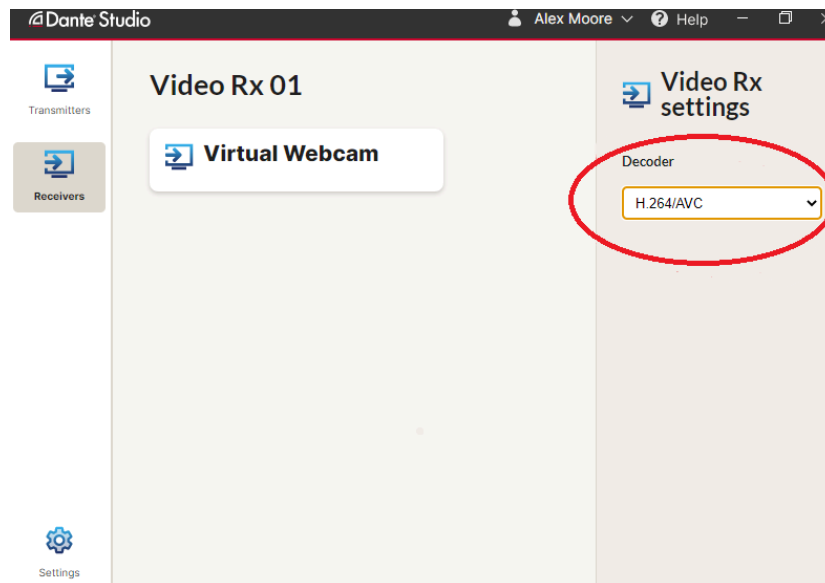 Dante Studio
Alex Moore
Help
Transmitters
Receivers
Settings
Video Rx 01
Virtual Webcam
Video Rx
settings
Decoder
H.264/AVC